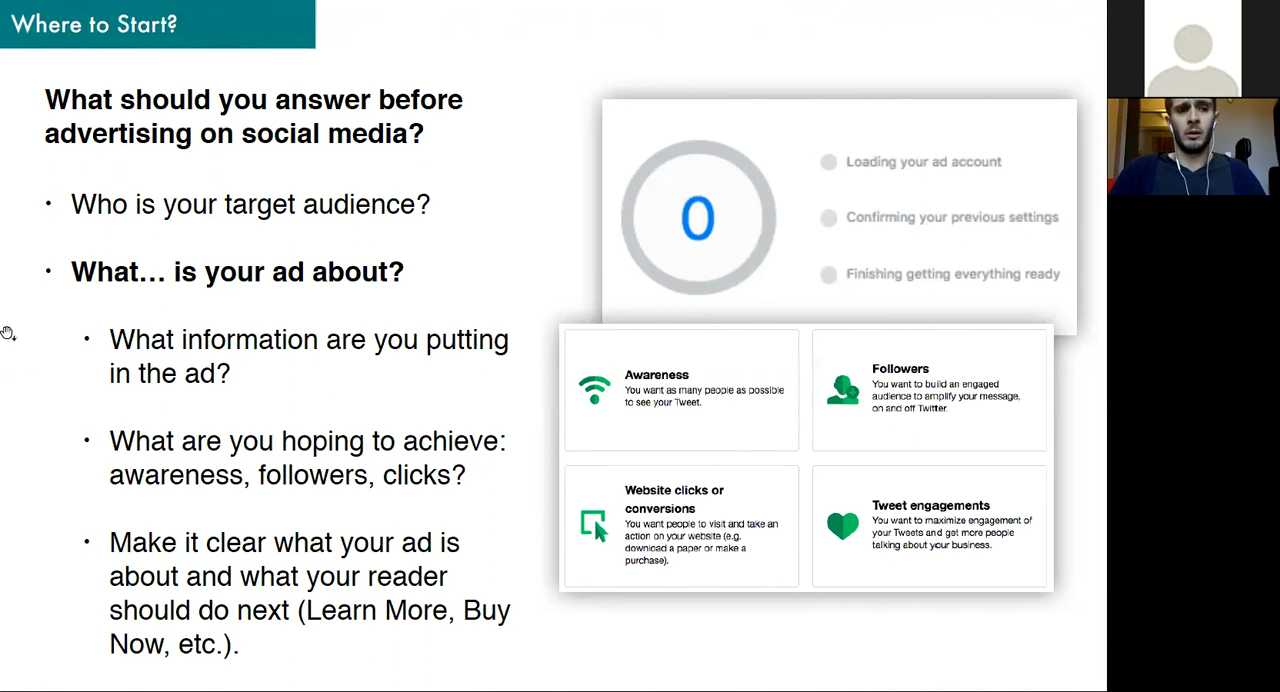 Where to Start?
What should you answer before
advertising on social media?
• Who is your target audience?
• What... is your ad about?
• What information are you putting
in the ad?
• What are you hoping to achieve:
awareness, followers, clicks?
• Make it clear what your ad is
about and what your reader
should do next (Learn More, Buy
Now, etc.).
0
Loading your ad account
Confirming your previous settings
Finishing getting everything ready
Awareness
You want as many people as possible
to see your Tweet.
Followers
You want to build an engaged
audience to amplify your message,
on and off Twitter.
Website clicks or
conversions
You want people to visit and take an
action on your website (e.g.
download a paper or make a
purchase).
Tweet engagements
You want to maximize engagement of
your Tweets and get more people
talking about your business.